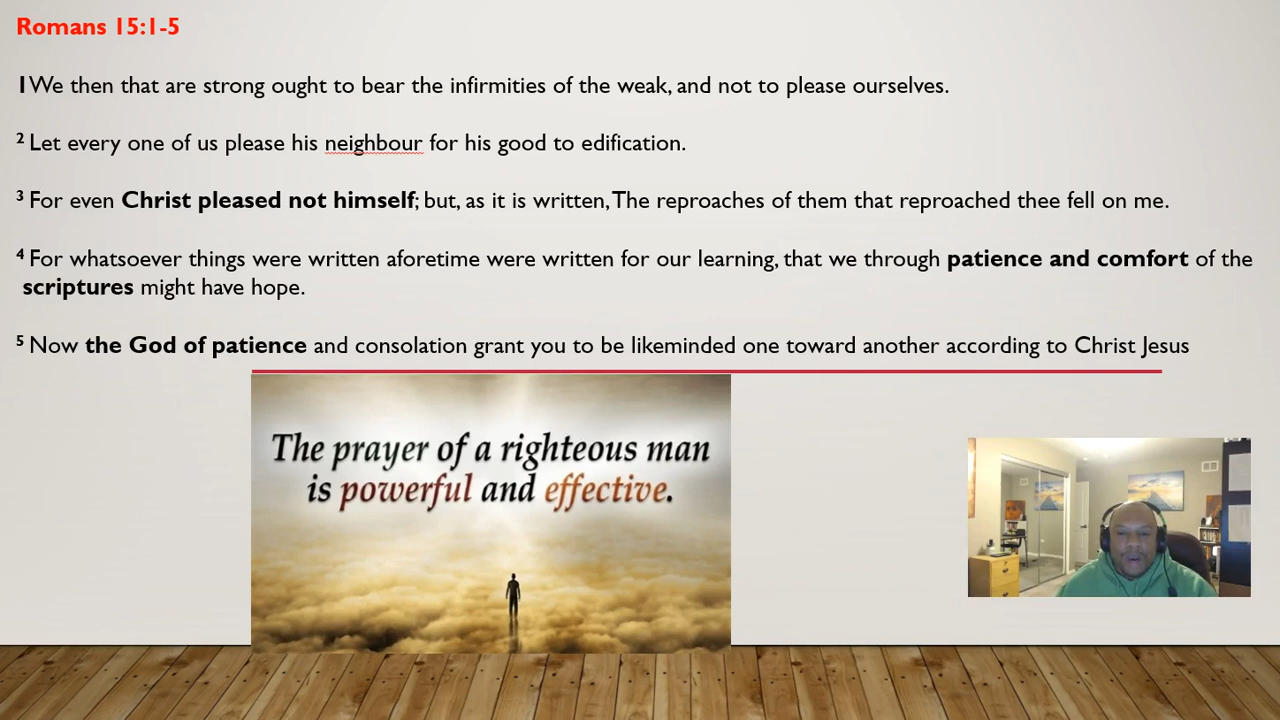 Romans 15:1-5
1We then that are strong ought to bear the infirmities of the weak, and not to please ourselves.
2 Let every one of us please his neighbour for his good to edification.
3 For even Christ pleased not himself; but, as it is written, The reproaches of them that reproached thee fell on me.
4 For whatsoever things were written aforetime were written for our learning, that we through patience and comfort of the
scriptures might have hope.
5 Now the God of patience and consolation grant you to be likeminded one toward another according to Christ Jesus
The prayer of a righteous man
is powerful and effective.